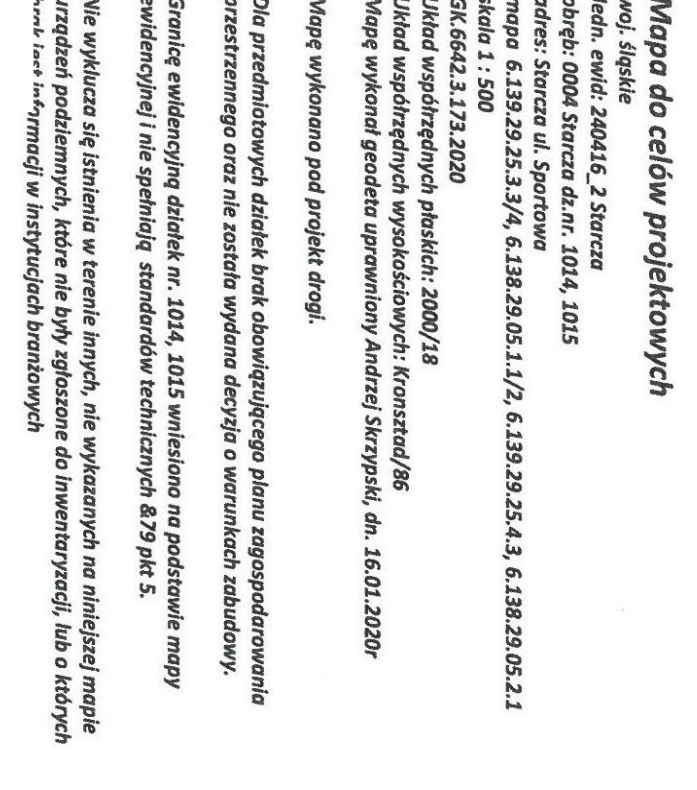 Mapa do celów projektowych
woj. śląskie
Jedn. ewid: 240416_2 Starcza
obręb: 0004 Starcza dz.nr. 1014, 1015
adres: Starcza ul. Sportowa
mapa 6.139.29.25.3.3/4, 6.138.29.05.1.1/2, 6.139.29.25.4.3, 6.138.29.05.2.1
skala 1 : 500
GK.6642.3.173.2020
Układ współrzędnych płaskich: 2000/18
Układ współrzędnych wysokościowych: Kronsztad/86
Mapę wykonał geodeta uprawniony Andrzej Skrzypski, dn. 16.01.2020r
Mapę wykonano pod projekt drogi.
Dla przedmiotowych działek brak obowiązującego planu zagospodarowania
przestrzennego oraz nie została wydana decyzja o warunkach zabudowy.
Granicę ewidencyjną działek nr. 1014, 1015 wniesiono na podstawie mapy
ewidencyjnej i nie spełniają standardów technicznych &79 pkt 5.
Nie wyklucza się istnienia w terenie innych, nie wykazanych na niniejszej mapie
urządzeń podziemnych, które nie były zgłoszone do inwentaryzacji, lub o których
brak jest informacji w instytucjach branżowych